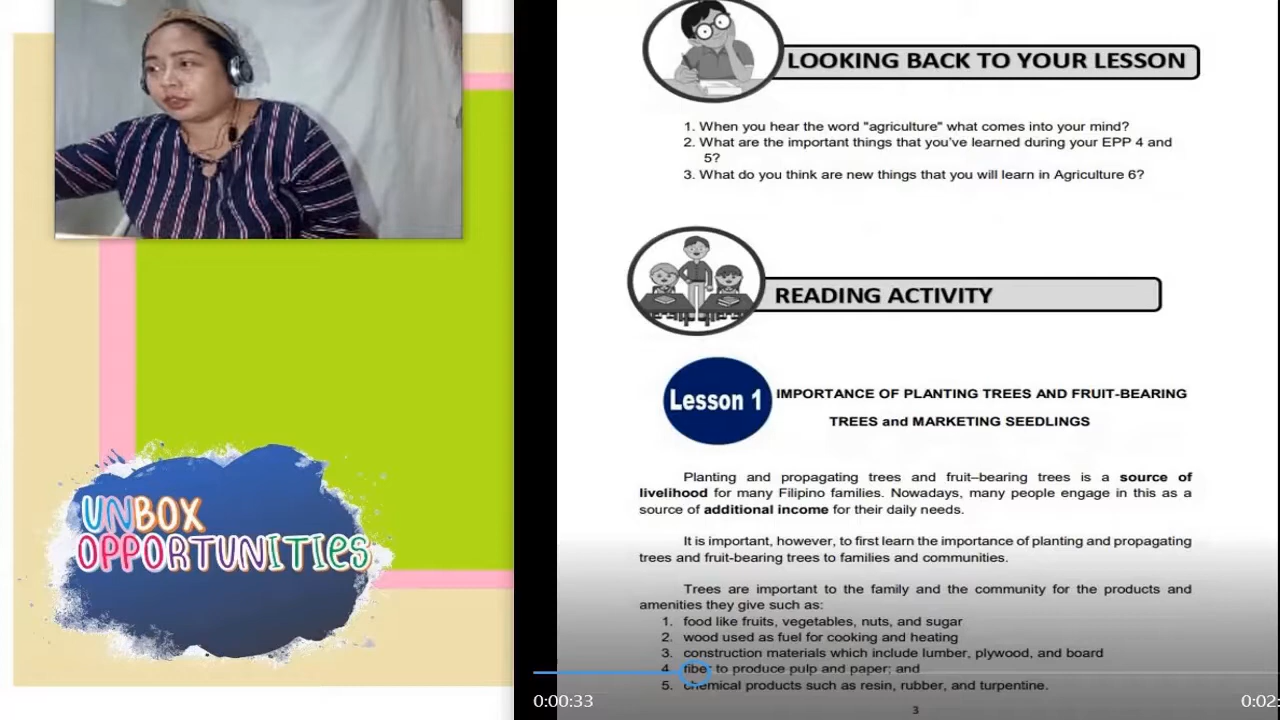 LOOKING BACK TO YOUR LESSON
1. When you hear the word "agriculture" what comes into your mind?
2. What are the important things that you've learned during your EPP 4 and
5?
3. What do you think are new things that you will learn in Agriculture 6?
READING ACTIVITY
Lesson 1
IMPORTANCE OF PLANTING TREES AND FRUIT-BEARING
TREES and MARKETING SEEDLINGS
Planting and propagating trees and fruit–bearing trees is a source of
livelihood for many Filipino families. Nowadays, many people engage in this as a
source of additional income for their daily needs.
It is important, however, to first learn the importance of planting and propagating
trees and fruit-bearing trees to families and communities.
Trees are important to the family and the community for the products and
amenities they give such as:
1. food like fruits, vegetables, nuts, and sugar
2. wood used as fuel for cooking and heating
3. construction materials which include lumber, plywood, and board
4. fiber to produce pulp and paper; and
5. chemical products such as resin, rubber, and turpentine.
3
UNBOX
OPPORTUNITIES
0:00:33
0:02: